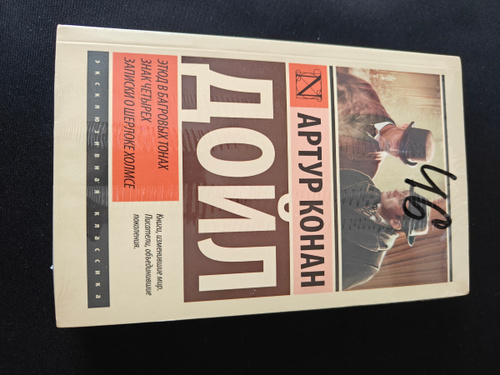 АРТУР КОНАН
ДОЙЛ
ЭТЮД В БАГРОВЫХ ТОНАХ
ЗНАК ЧЕТЫРЕХ
ЗАПИСКИ О ШЕРЛОКЕ ХОЛМСЕ
Книги, изменившие мир.
Писатели, объединившие
поколения.
ЭКСКЛЮЗИВНАЯ КЛАССИКА
N